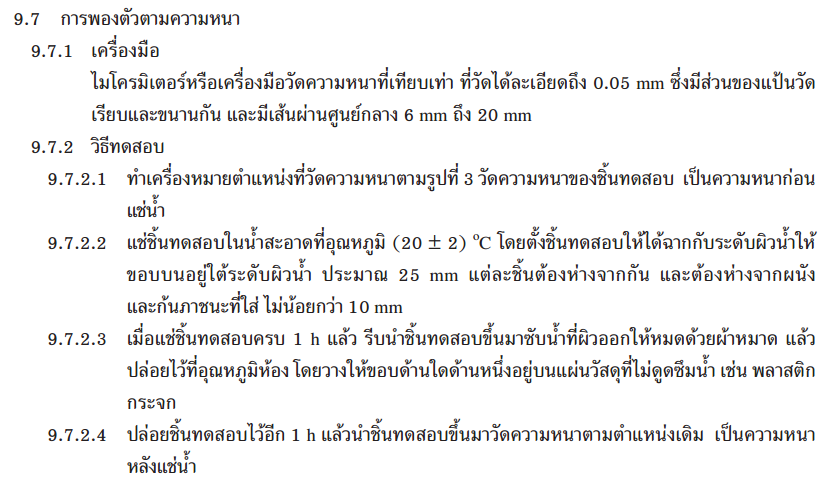 9.7 การพองตัวตามความหนา
9.7.1 เครื่องมือ
ไมโครมิเตอร์หรือเครื่องมือวัดความหนาที่เทียบเท่า ที่วัดได้ละเอียดถึง 0.05 mm ซึ่งมีส่วนของแป้นวัด
เรียบและขนานกัน และมีเส้นผ่านศูนย์กลาง 6 mm ถึง 20 mm
9.7.2 วิธีทดสอบ
9.7.2.1 ทำเครื่องหมายตำแหน่งที่วัดความหนาตามรูปที่ 3 วัดความหนาของชิ้นทดสอบ เป็นความหนาก่อน
แช่น้ำ
9.7.2.2 แช่ชิ้นทดสอบในน้ำสะอาดที่อุณหภูมิ (20 ± 2) ºC โดยตั้งชิ้นทดสอบให้ได้ฉากกับระดับผิวน้ำให้
ขอบบนอยู่ใต้ระดับผิวน้ำ ประมาณ 25 mm แต่ละชิ้นต้องห่างจากกัน และต้องห่างจากผนัง
และก้นภาชนะที่ใส่ ไม่น้อยกว่า 10 mm
9.7.2.3 เมื่อแช่ชิ้นทดสอบครบ 1 h แล้ว รีบนำชิ้นทดสอบขึ้นมาซับน้ำที่ผิวออกให้หมดด้วยผ้าหมาด แล้ว
ปล่อยไว้ที่อุณหภูมิห้อง โดยวางให้ขอบด้านใดด้านหนึ่งอยู่บนแผ่นวัสดุที่ไม่ดูดซึมน้ำ เช่น พลาสติก
กระจก
9.7.2.4 ปล่อยชิ้นทดสอบไว้อีก 1 h แล้วนำชิ้นทดสอบขึ้นมาวัดความหนาตามตำแหน่งเดิม เป็นความหนา
หลังแช่น้ำ